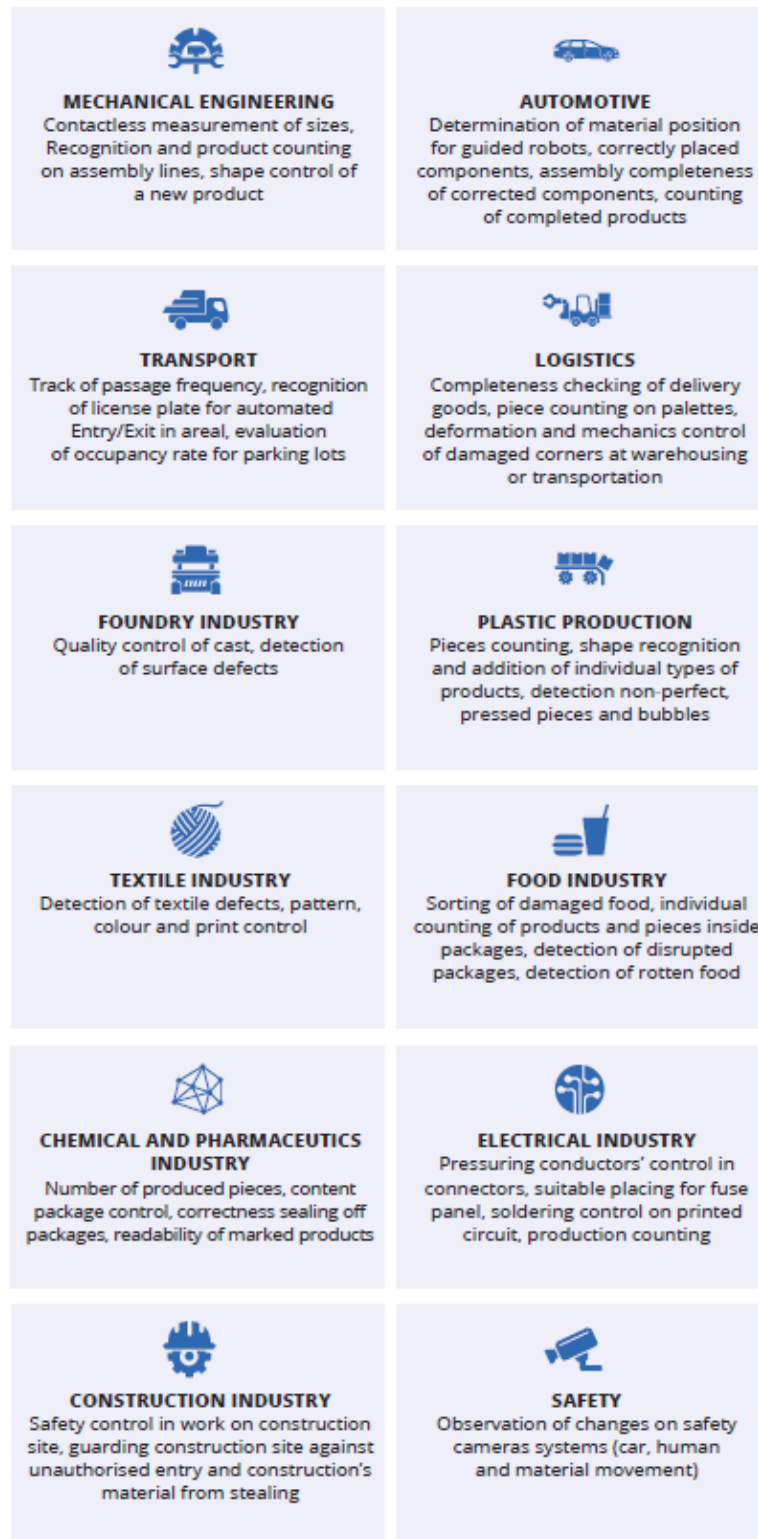 MECHANICAL ENGINEERING
Contactless measurement of sizes,
Recognition and product counting
on assembly lines, shape control of
a new product
AUTOMOTIVE
Determination of material position
for guided robots, correctly placed
components, assembly completeness
of corrected components, counting
of completed products
TRANSPORT
Track of passage frequency, recognition
of license plate for automated
Entry/Exit in areal, evaluation
of occupancy rate for parking lots
LOGISTICS
Completeness checking of delivery
goods, piece counting on palettes,
deformation and mechanics control
of damaged corners at warehousing
or transportation
FOUNDRY INDUSTRY
Quality control of cast, detection
of surface defects
PLASTIC PRODUCTION
Pieces counting, shape recognition
and addition of individual types of
products, detection non-perfect,
pressed pieces and bubbles
TEXTILE INDUSTRY
Detection of textile defects, pattern,
colour and print control
FOOD INDUSTRY
Sorting of damaged food, individual
counting of products and pieces inside
packages, detection of disrupted
packages, detection of rotten food
CHEMICAL AND PHARMACEUTICS
INDUSTRY
Number of produced pieces, content
package control, correctness sealing off
packages, readability of marked products
ELECTRICAL INDUSTRY
Pressuring conductors’ control in
connectors, suitable placing for fuse
panel, soldering control on printed
circuit, production counting
CONSTRUCTION INDUSTRY
Safety control in work on construction
site, guarding construction site against
unauthorised entry and construction’s
material from stealing
SAFETY
Observation of changes on safety
cameras systems (car, human
and material movement)